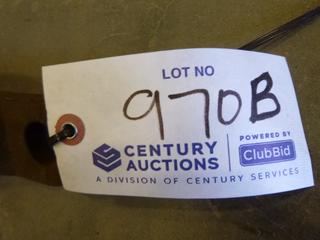 LOT NO
970B
CENTURY AUCTIONS
POWERED BY
ClubBid
A DIVISION OF CENTURY SERVICES